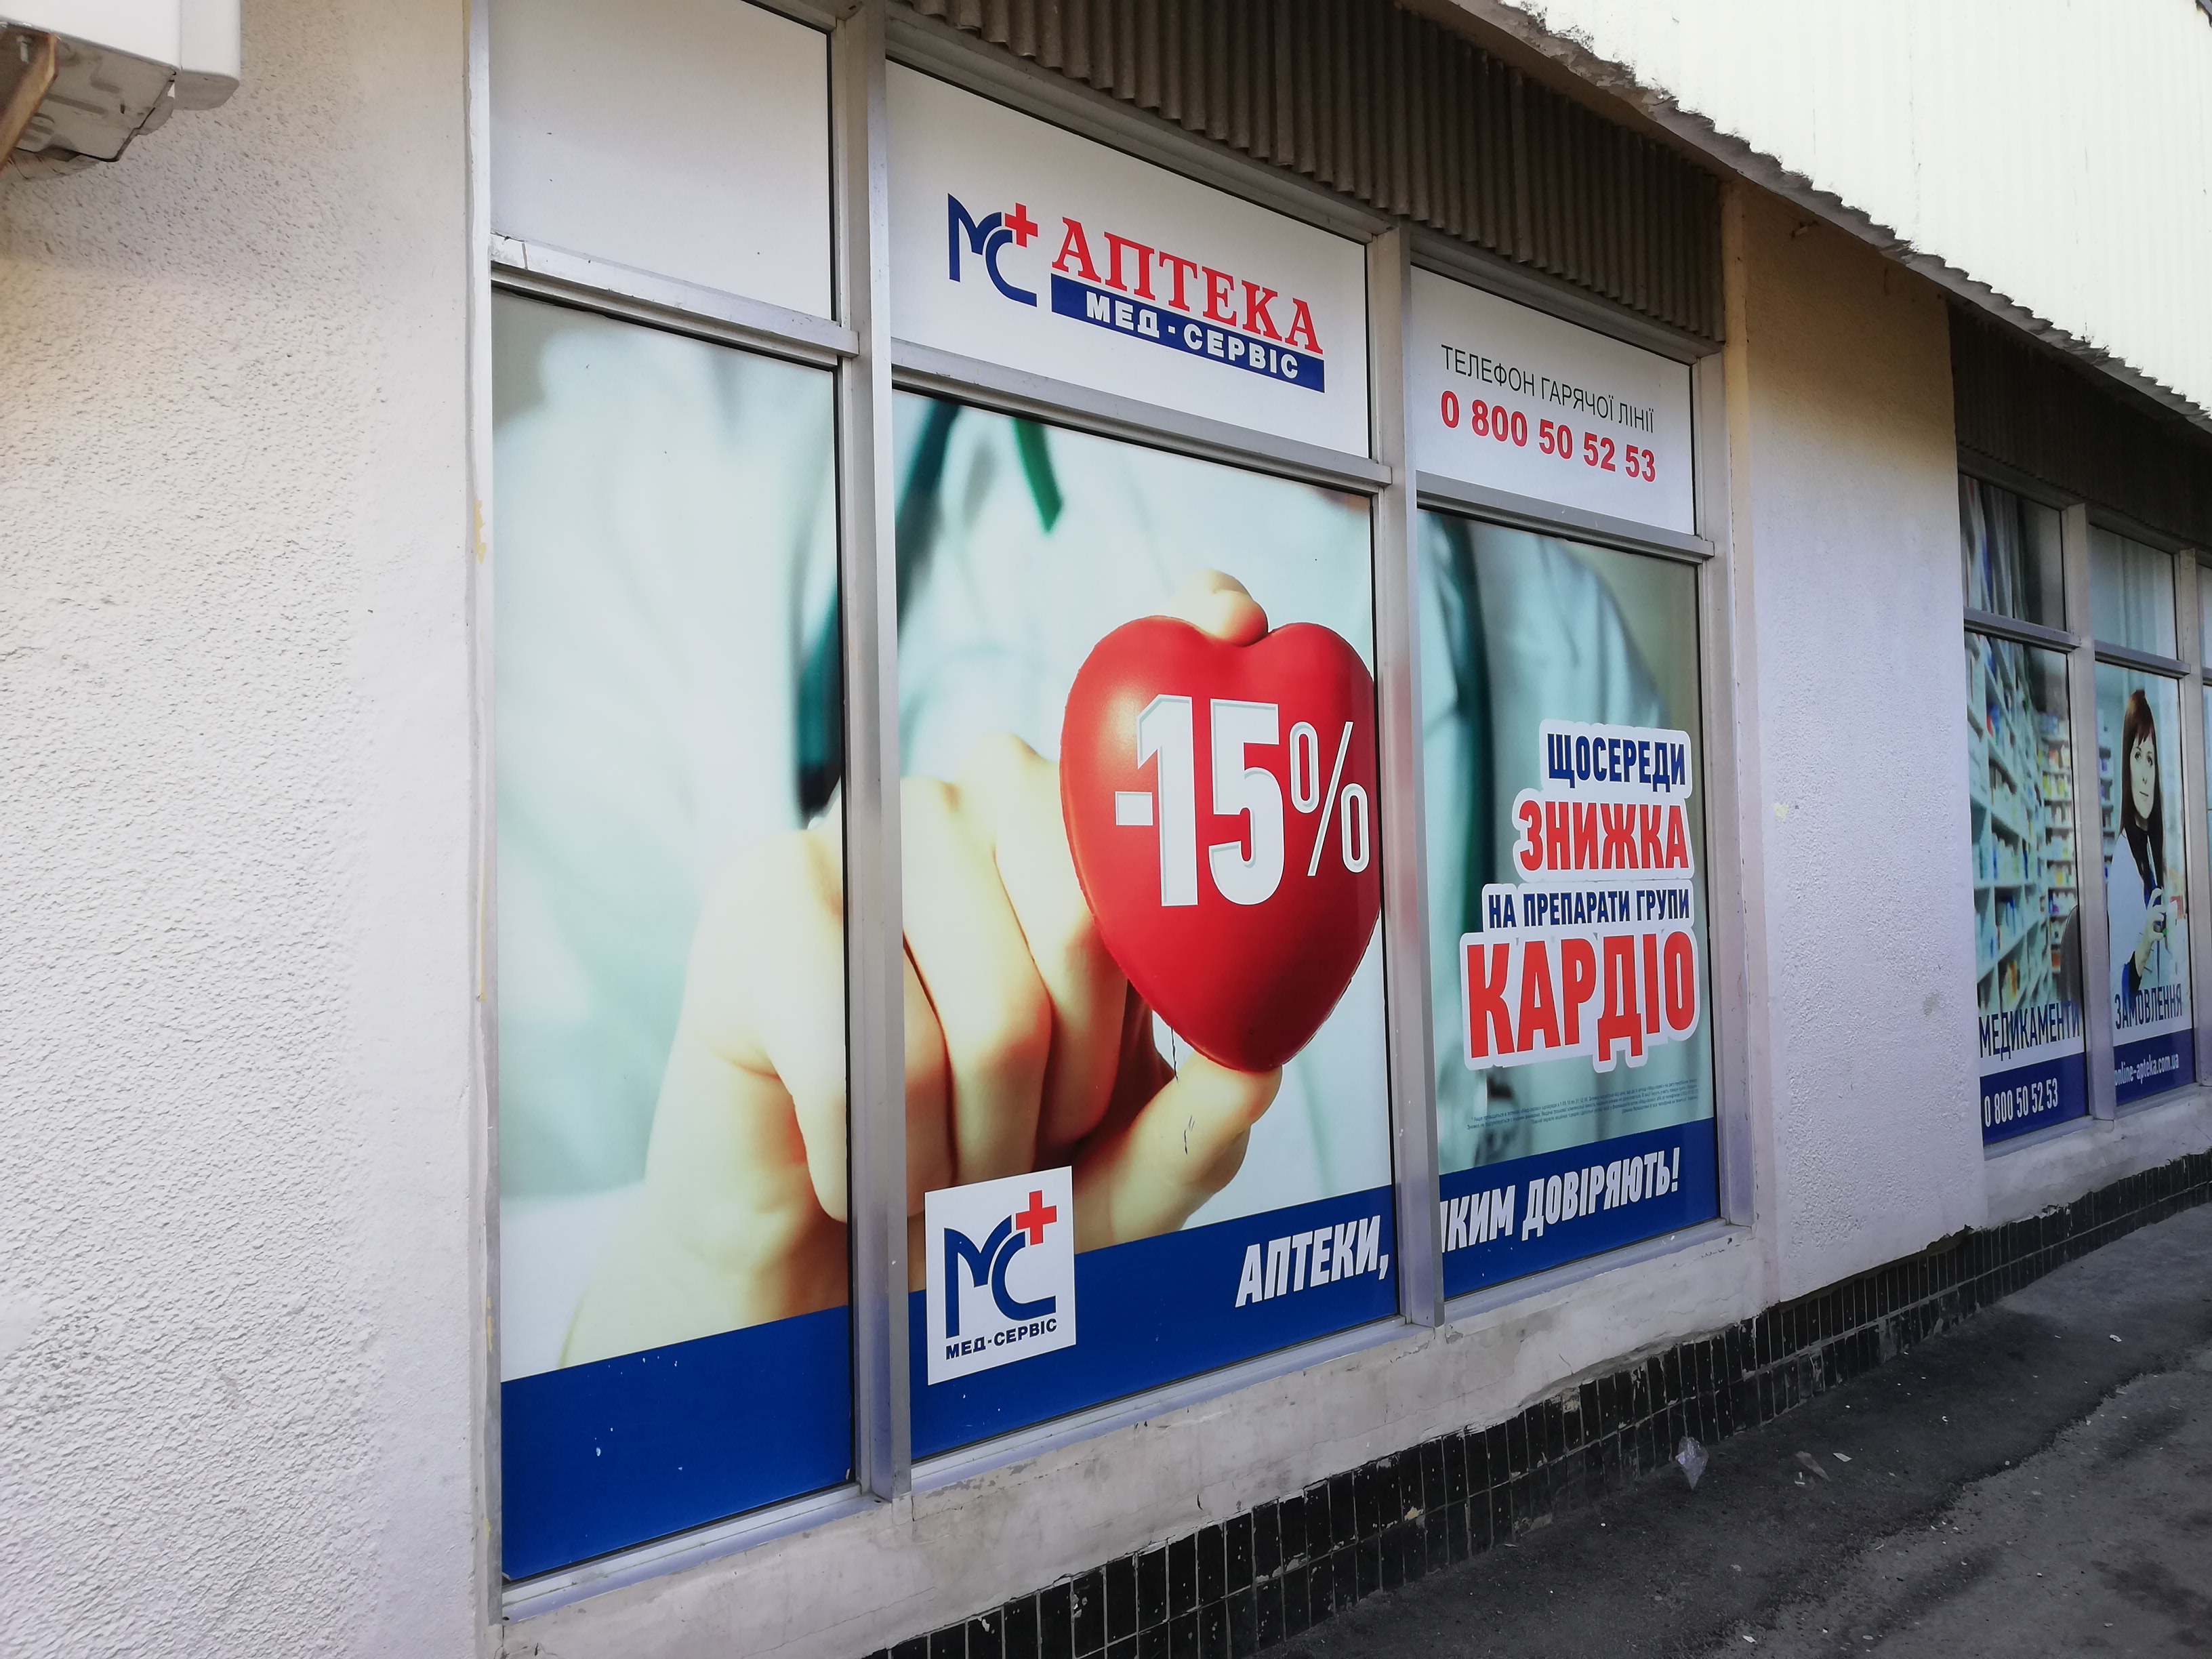 МС
АПТЕКА
МЕД-СЕРВІС
ТЕЛЕФОН ГАРЯЧОЇ ЛІНІЇ
0 800 50 52 53
-15%
ЩОСЕРЕДИ
ЗНИЖКА
НА ПРЕПАРАТИ ГРУПИ
КАРДІО
МС
МЕД-СЕРВІС
АПТЕКИ, ЯКИМ ДОВІРЯЮТЬ!
МЕДИКАМЕНТИ
0 800 50 52 53
ЗАМОВЛЕННЯ
online-apteka.com.ua